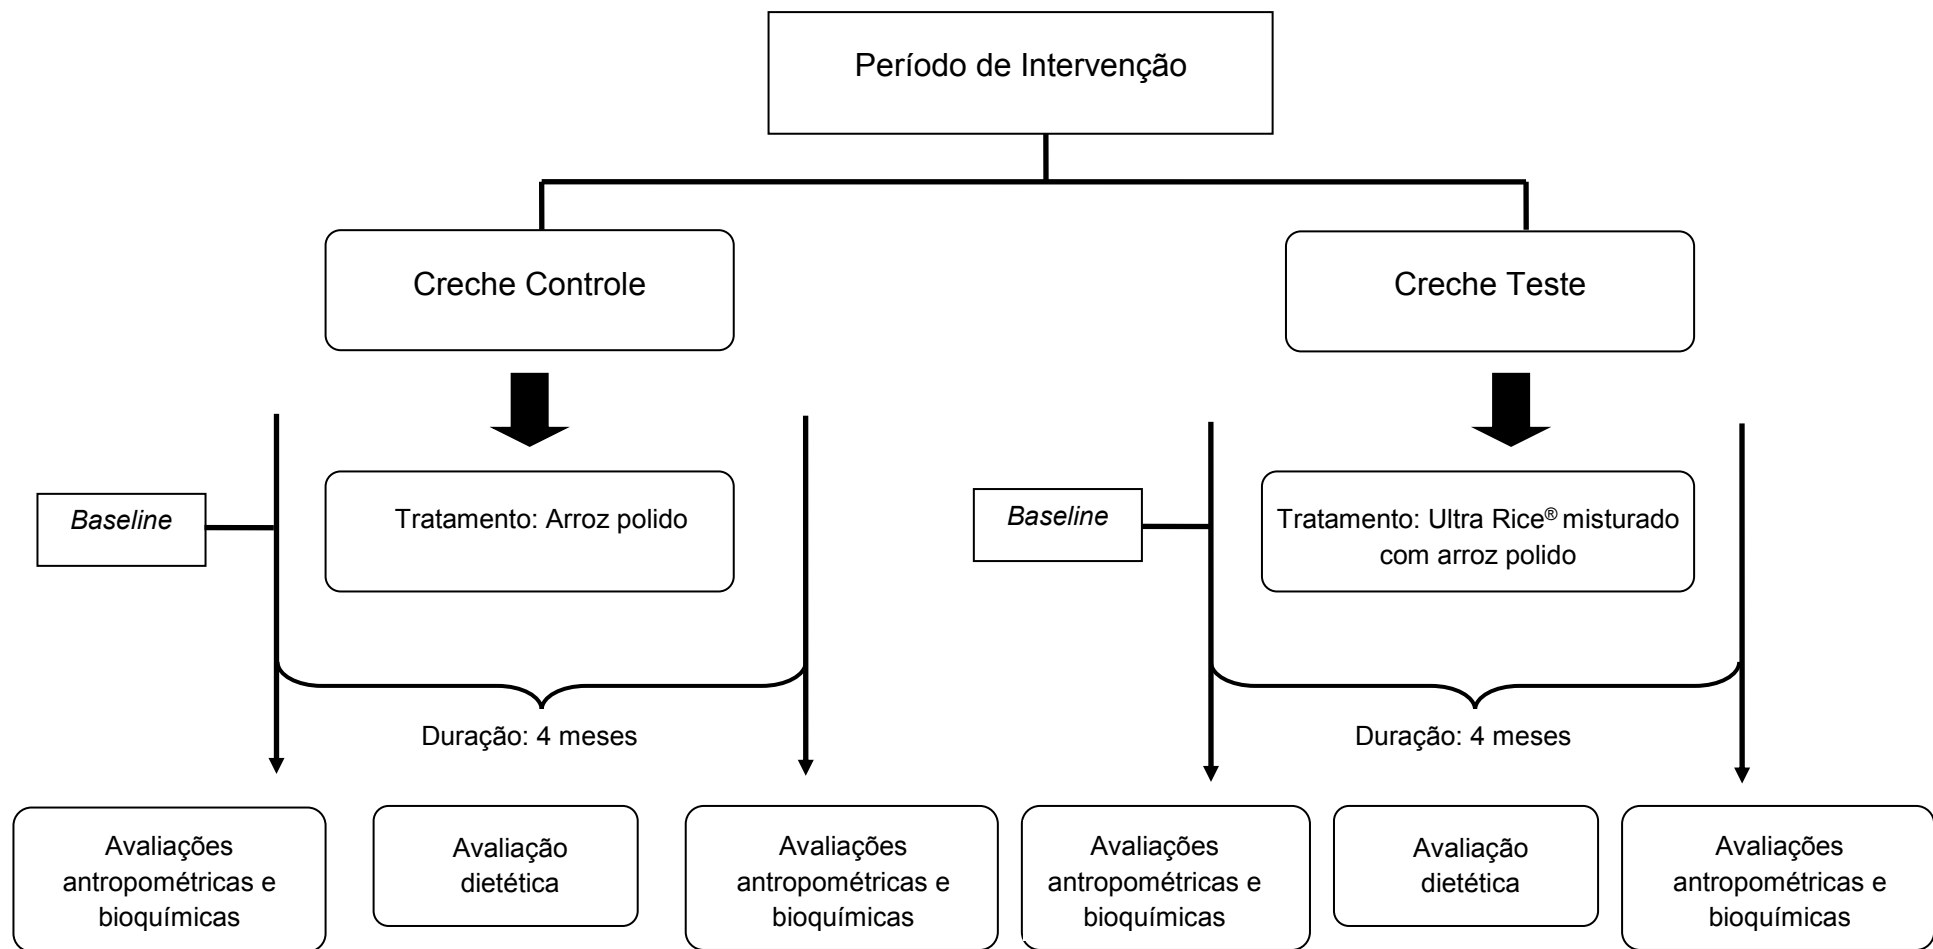 Período de Intervenção
Creche Controle
Creche Teste
Baseline
Tratamento: Arroz polido
Baseline
Tratamento: Ultra Rice® misturado
com arroz polido
Duração: 4 meses
Duração: 4 meses
Avaliações
antropométricas e
bioquímicas
Avaliação
dietética
Avaliações
antropométricas e
bioquímicas
Avaliações
antropométricas e
bioquímicas
Avaliação
dietética
Avaliações
antropométricas e
bioquímicas